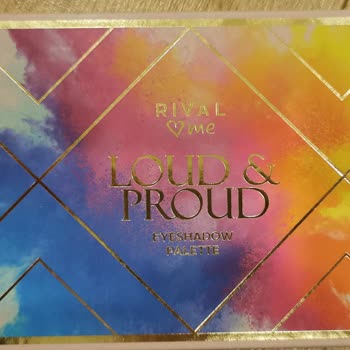 RIVAL
♡me
LOUD &
PROUD
EYESHADOW
PALETTE